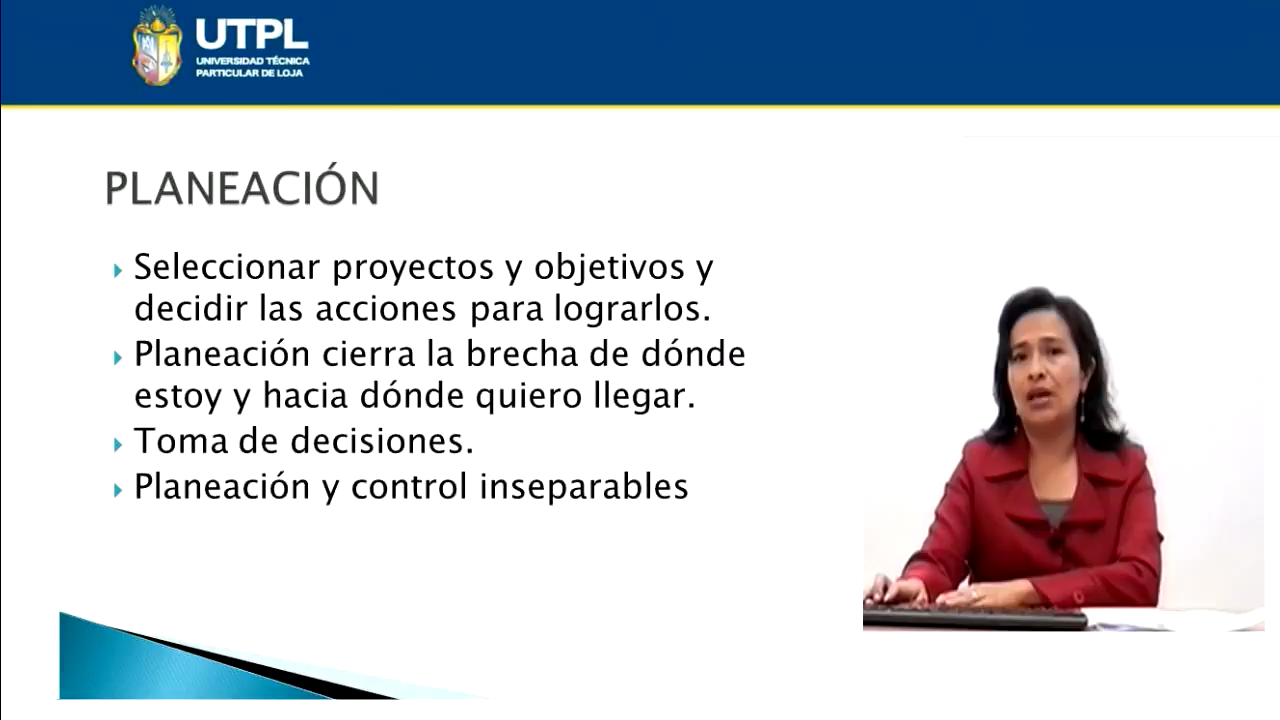 UTPL
UNIVERSIDAD TÉCNICA
PARTICULAR DE LOJA
PLANEACIÓN
Seleccionar proyectos y objetivos y
decidir las acciones para lograrlos.
Planeación cierra la brecha de dónde
estoy y hacia dónde quiero llegar.
Toma de decisiones.
Planeación y control inseparables